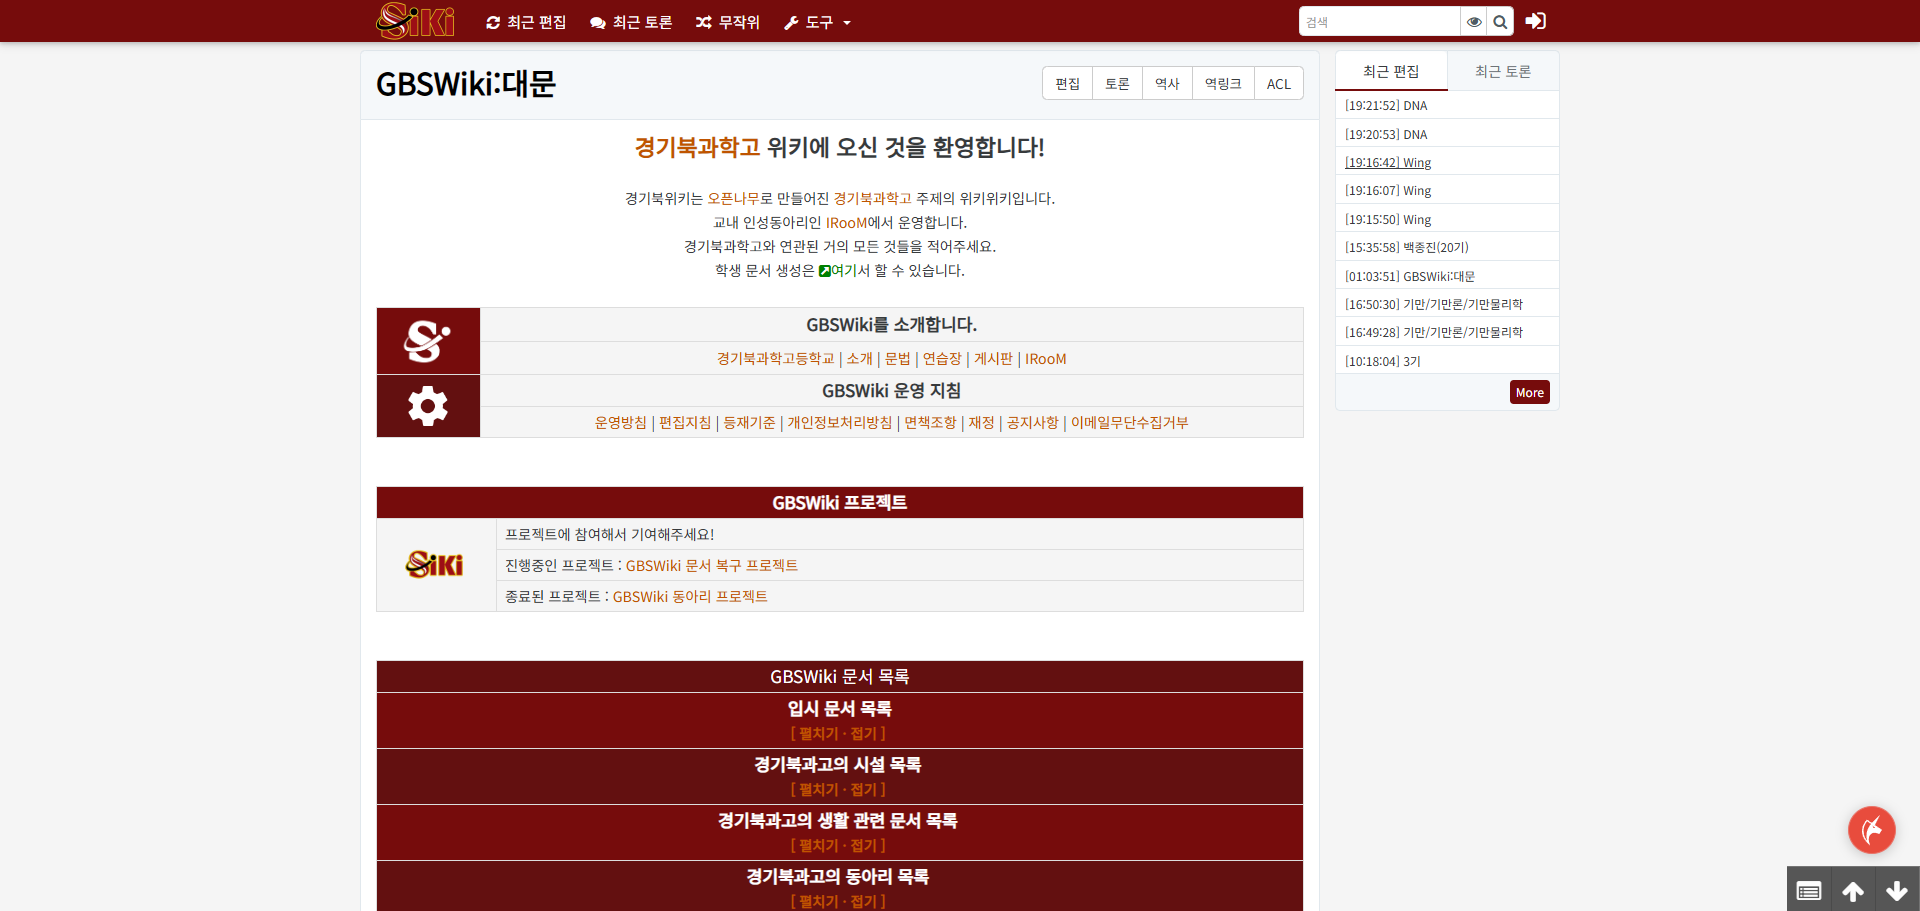 SiKi
최근 편집
최근 토론
무작위
도구
검색
GBSWiki:대문
편집
토론
역사
역링크
ACL
경기북과학고 위키에 오신 것을 환영합니다!
경기북위키는 오픈나무로 만들어진 경기북과학고 주제의 위키위키입니다.
교내 인성동아리인 IRooM에서 운영합니다.
경기북과학고와 연관된 거의 모든 것들을 적어주세요.
학생 문서 생성은 여기서 할 수 있습니다.
GBSWiki를 소개합니다.
경기북과학고등학교 | 소개 | 문법 | 연습장 | 게시판 | IRooM
GBSWiki 운영 지침
운영방침 | 편집지침 | 등재기준 | 개인정보처리방침 | 면책조항 | 재정 | 공지사항 | 이메일무단수집거부
GBSWiki 프로젝트
SiKi
프로젝트에 참여해서 기여해주세요!
진행중인 프로젝트 : GBSWiki 문서 복구 프로젝트
종료된 프로젝트 : GBSWiki 동아리 프로젝트
GBSWiki 문서 목록
입시 문서 목록
[ 펼치기 · 접기 ]
경기북과고의 시설 목록
[ 펼치기 · 접기 ]
경기북과고의 생활 관련 문서 목록
[ 펼치기 · 접기 ]
경기북과고의 동아리 목록
[ 펼치기 · 접기 ]
최근 편집
최근 토론
[19:21:52] DNA
[19:20:53] DNA
[19:16:42] Wing
[19:16:07] Wing
[19:15:50] Wing
[15:35:58] 백종진(20기)
[01:03:51] GBSWiki:대문
[16:50:30] 기만/기만론/기만물리학
[16:49:28] 기만/기만론/기만물리학
[10:18:04] 3기
More